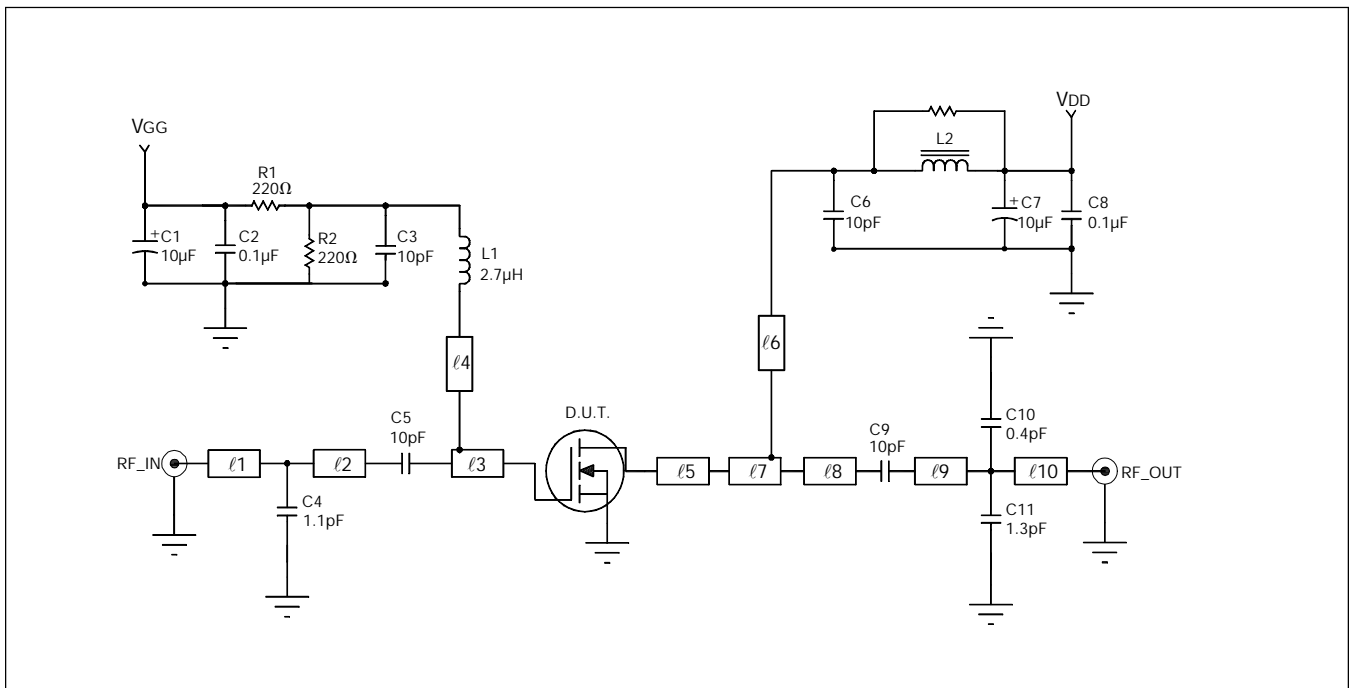 VDD
L2
VGG
R1
220Ω
C6
10pF
+C7
10µF
C8
0.1µF
+C1
10µF
C2
0.1µF
R2
220Ω
C3
10pF
L1
2.7µH
ℓ6
ℓ4
C10
0.4pF
C5
10pF
D.U.T.
C9
10pF
RF_IN
ℓ1
ℓ2
ℓ3
ℓ5
ℓ7
ℓ8
ℓ9
ℓ10
RF_OUT
C4
1.1pF
C11
1.3pF